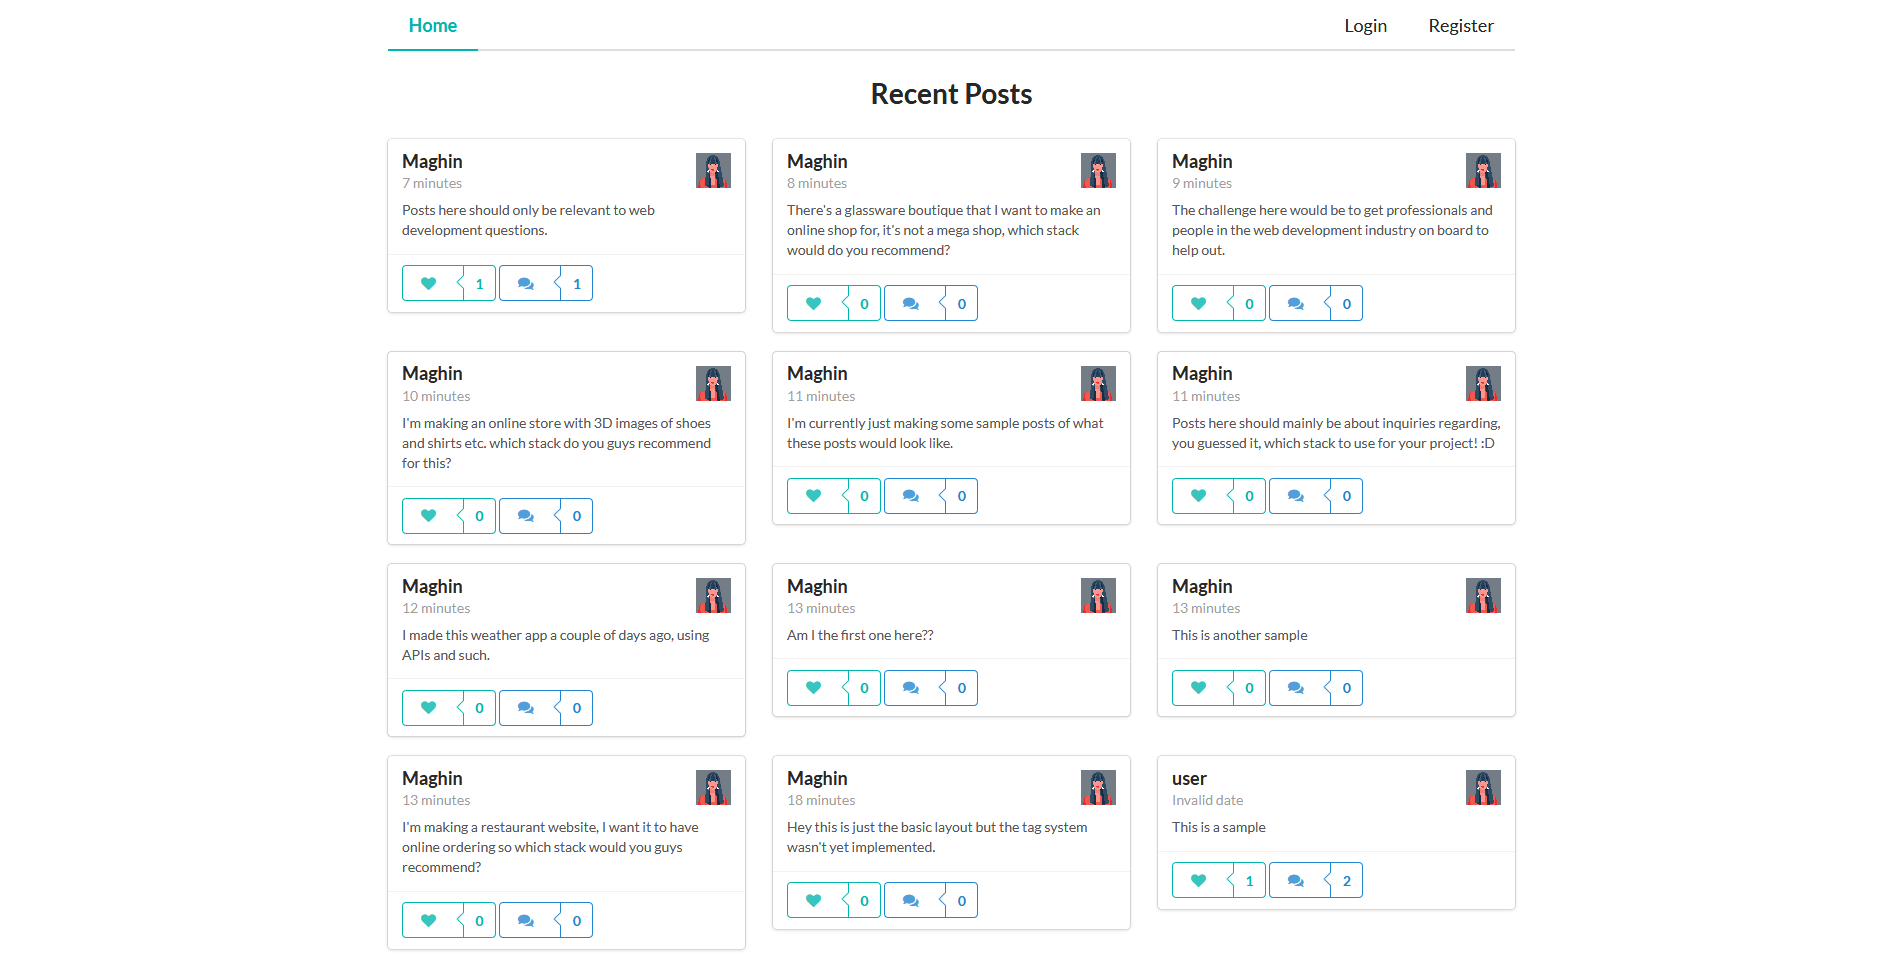 Home
Login
Register
Recent Posts
Maghin
7 minutes
Posts here should only be relevant to web
development questions.
1
1
Maghin
8 minutes
There's a glassware boutique that I want to make an
online shop for, it's not a mega shop, which stack
would do you recommend?
0
0
Maghin
9 minutes
The challenge here would be to get professionals and
people in the web development industry on board to
help out.
0
0
Maghin
10 minutes
I'm making an online store with 3D images of shoes
and shirts etc. which stack do you guys recommend
for this?
0
0
Maghin
11 minutes
I'm currently just making some sample posts of what
these posts would look like.
0
0
Maghin
11 minutes
Posts here should mainly be about inquiries regarding,
you guessed it, which stack to use for your project! :D
0
0
Maghin
12 minutes
I made this weather app a couple of days ago, using
APIs and such.
0
0
Maghin
13 minutes
Am I the first one here??
0
0
Maghin
13 minutes
This is another sample
0
0
Maghin
13 minutes
I'm making a restaurant website, I want it to have
online ordering so which stack would you guys
recommend?
0
0
Maghin
18 minutes
Hey this is just the basic layout but the tag system
wasn't yet implemented.
0
0
user
Invalid date
This is a sample
1
2